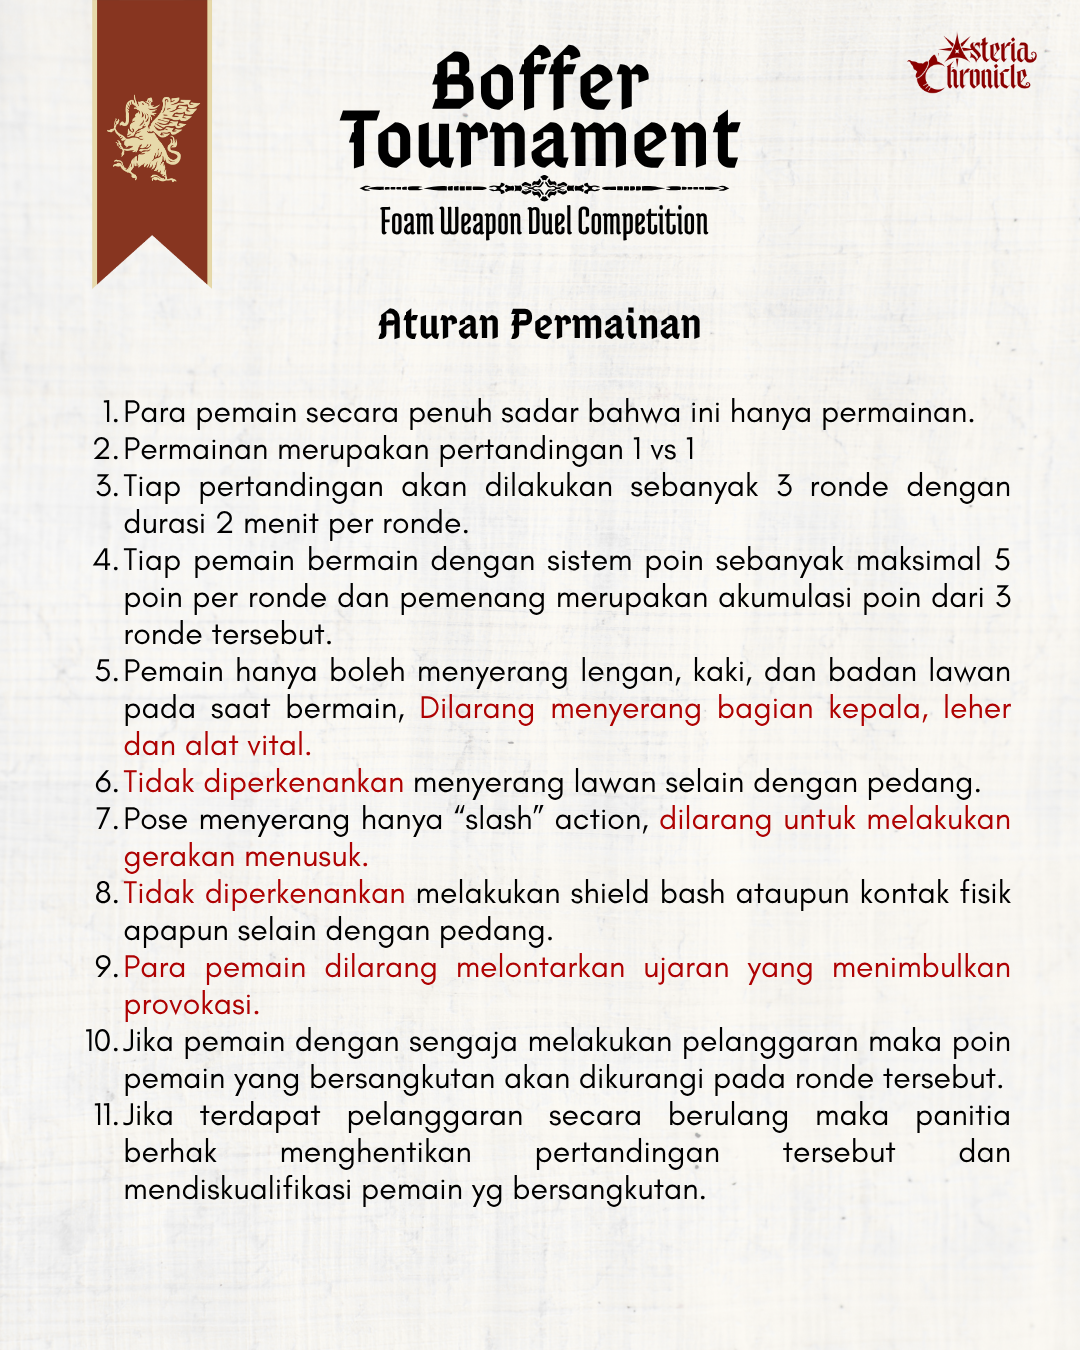 Boffer
Tournament
Foam Weapon Duel Competition
Asteria
Chronicle
Aturan Permainan
1. Para pemain secara penuh sadar bahwa ini hanya permainan.
2. Permainan merupakan pertandingan 1 vs 1
3. Tiap pertandingan akan dilakukan sebanyak 3 ronde dengan
durasi 2 menit per ronde.
4. Tiap pemain bermain dengan sistem poin sebanyak maksimal 5
poin per ronde dan pemenang merupakan akumulasi poin dari 3
ronde tersebut.
5. Pemain hanya boleh menyerang lengan, kaki, dan badan lawan
pada saat bermain, Dilarang menyerang bagian kepala, leher
dan alat vital.
6. Tidak diperkenankan menyerang lawan selain dengan pedang.
7. Pose menyerang hanya “slash” action, dilarang untuk melakukan
gerakan menusuk.
8. Tidak diperkenankan melakukan shield bash ataupun kontak fisik
apapun selain dengan pedang.
9. Para pemain dilarang melontarkan ujaran yang menimbulkan
provokasi.
10. Jika pemain dengan sengaja melakukan pelanggaran maka poin
pemain yang bersangkutan akan dikurangi pada ronde tersebut.
11. Jika terdapat pelanggaran secara berulang maka panitia
berhak menghentikan pertandingan tersebut dan
mendiskualifikasi pemain yg bersangkutan.